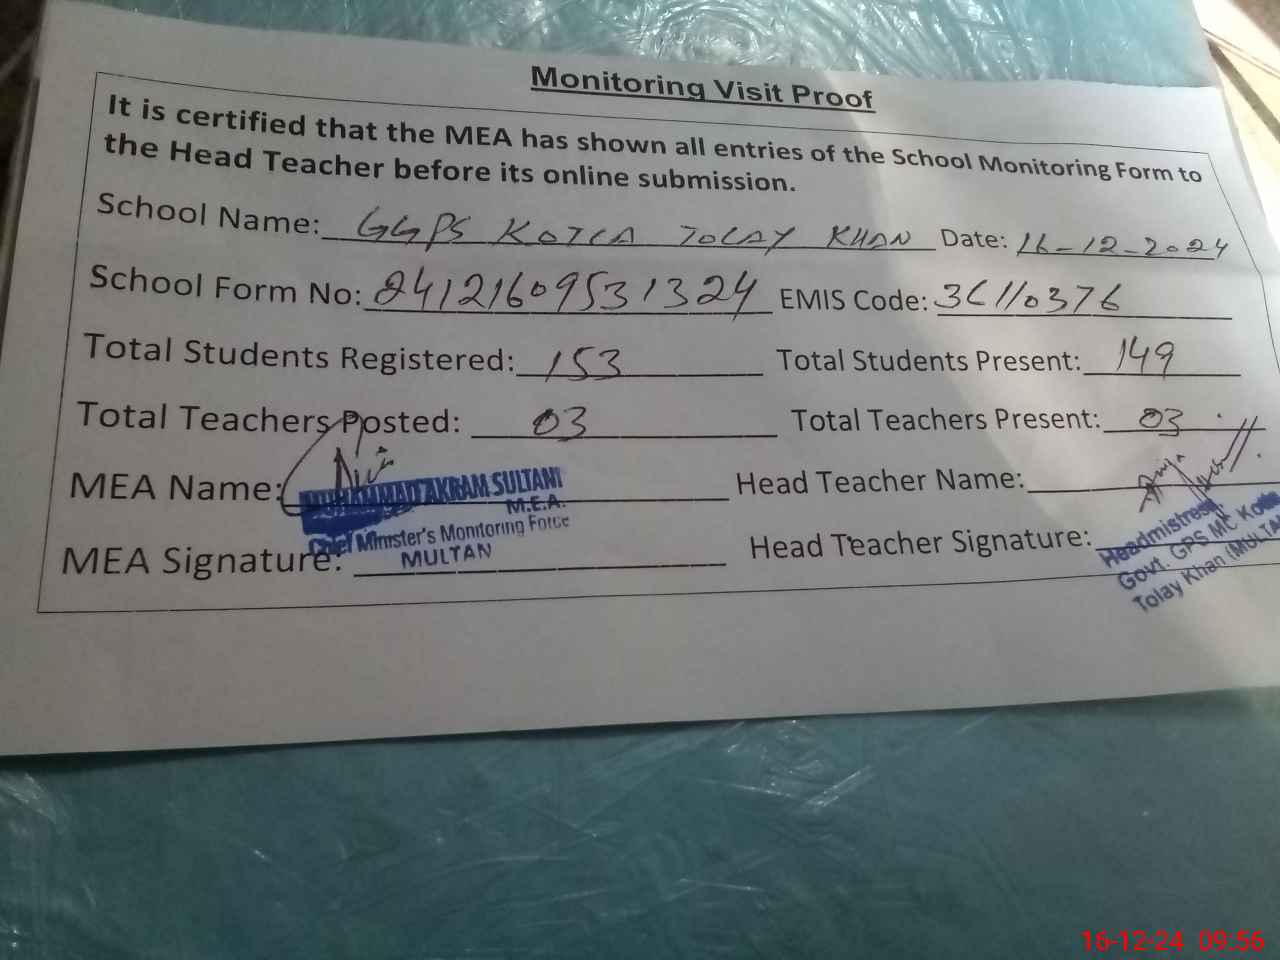 Monitoring Visit Proof
It is certified that the MEA has shown all entries of the School Monitoring Form to
the Head Teacher before its online submission.
School Name: GGPS KOTLA TOLAY KHAN Date: 16-12-2024
School Form No: 24121609531324 EMIS Code: 36110376
Total Students Registered: 153 Total Students Present: 149
Total Teachers Posted: 03 Total Teachers Present: 03
MEA Name: Head Teacher Name:
MUHAMMAD AKRAM SULTANI
M.E.A.
Chief Minister's Monitoring Force
MULTAN
MEA Signature: Head Teacher Signature:
Headmistress
Govt. GPS MC Kotla
Tolay Khan (MULTA
16-12-24 09:56